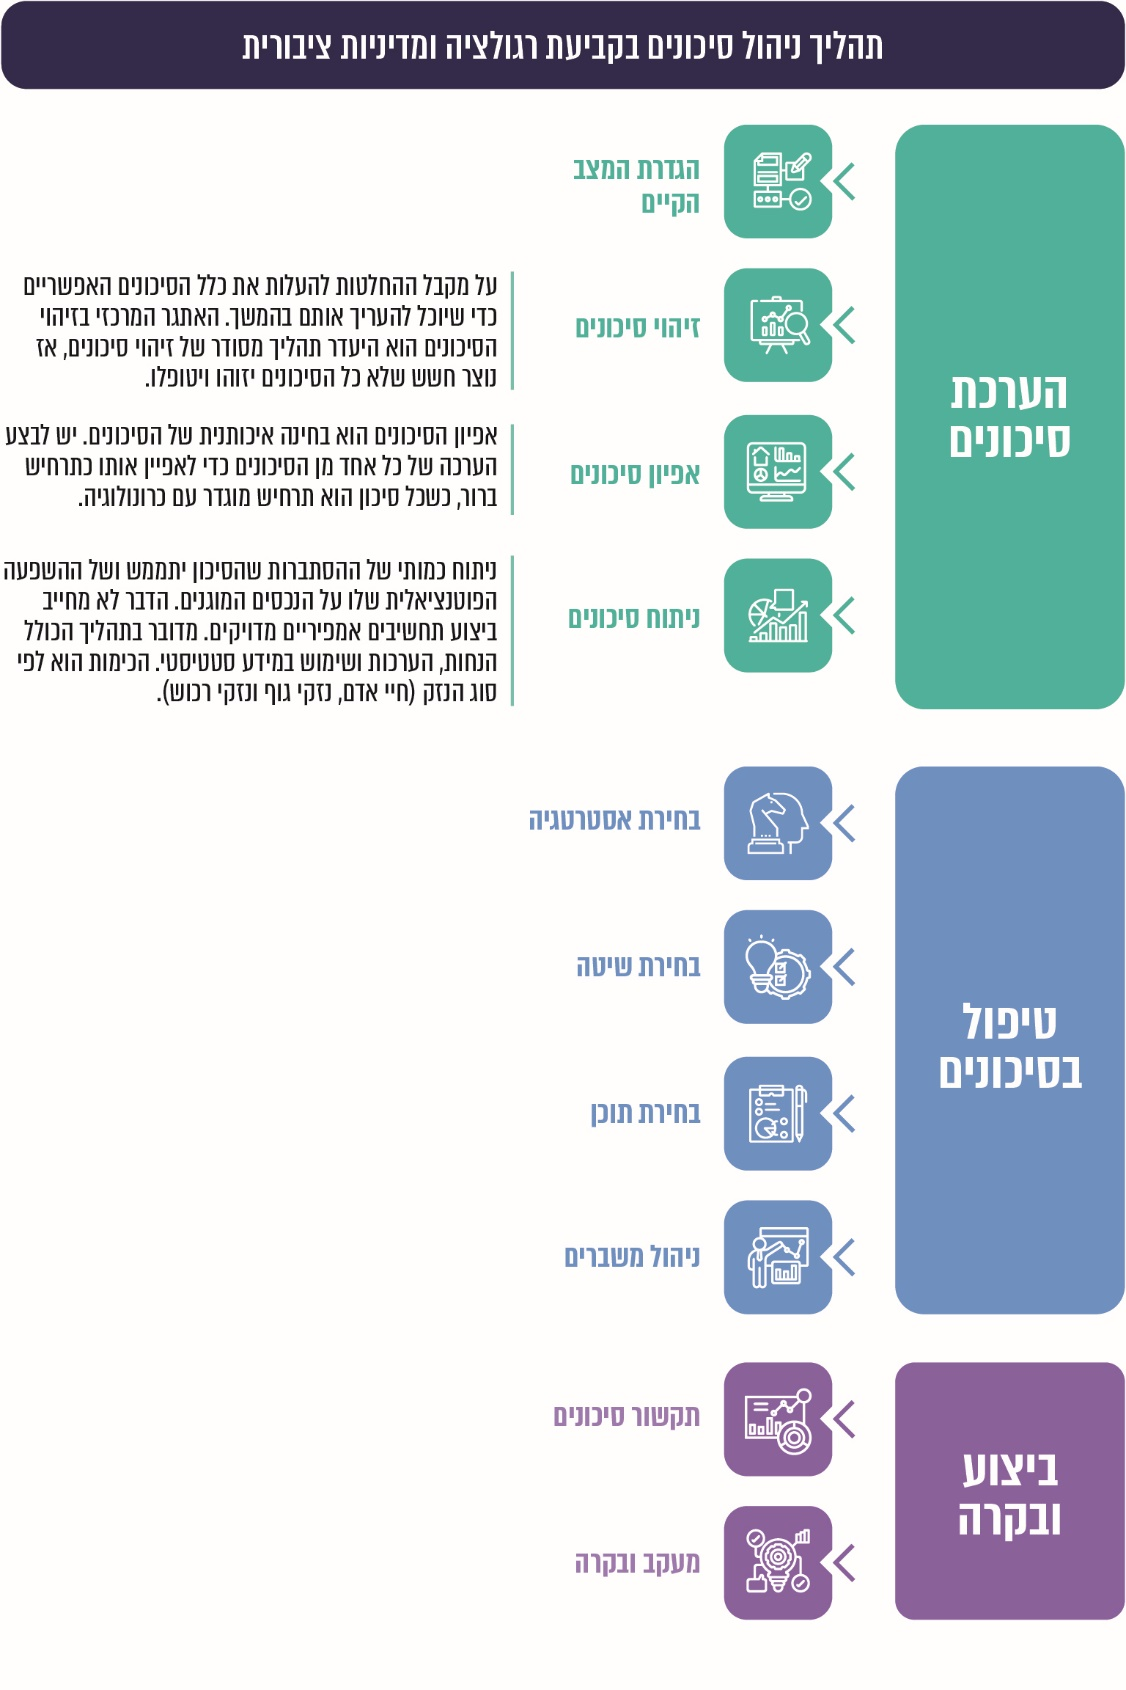 תהליך ניהול סיכונים בקביעת רגולציה ומדיניות ציבורית
הערכת
סיכונים
הגדרת המצב
הקיים
זיהוי סיכונים
על מקבל ההחלטות להעלות את כלל הסיכונים האפשריים
כדי שיוכל להעריך אותם בהמשך. האתגר המרכזי בזיהוי
הסיכונים הוא היעדר תהליך מסודר של זיהוי סיכונים, אז
נוצר חשש שלא כל הסיכונים יזוהו ויטופלו.
אפיון סיכונים
אפיון הסיכונים הוא בחינה איכותנית של הסיכונים. יש לבצע
הערכה של כל אחד מן הסיכונים כדי לאפיין אותו כתרחיש
ברור, כשכל סיכון הוא תרחיש מוגדר עם כרונולוגיה.
ניתוח סיכונים
ניתוח כמותי של ההסתברות שהסיכון יתממש ושל ההשפעה
הפוטנציאלית שלו על הנכסים המוגנים. הדבר לא מחייב
ביצוע תחשיבים אמפיריים מדויקים. מדובר בתהליך הכולל
הנחות, הערכות ושימוש במידע סטטיסטי. הכימות הוא לפי
סוג הנזק (חיי אדם, נזקי גוף ונזקי רכוש).
טיפול
בסיכונים
בחירת אסטרטגיה
בחירת שיטה
בחירת תוכן
ניהול משברים
ביצוע
ובקרה
תקשור סיכונים
מעקב ובקרה